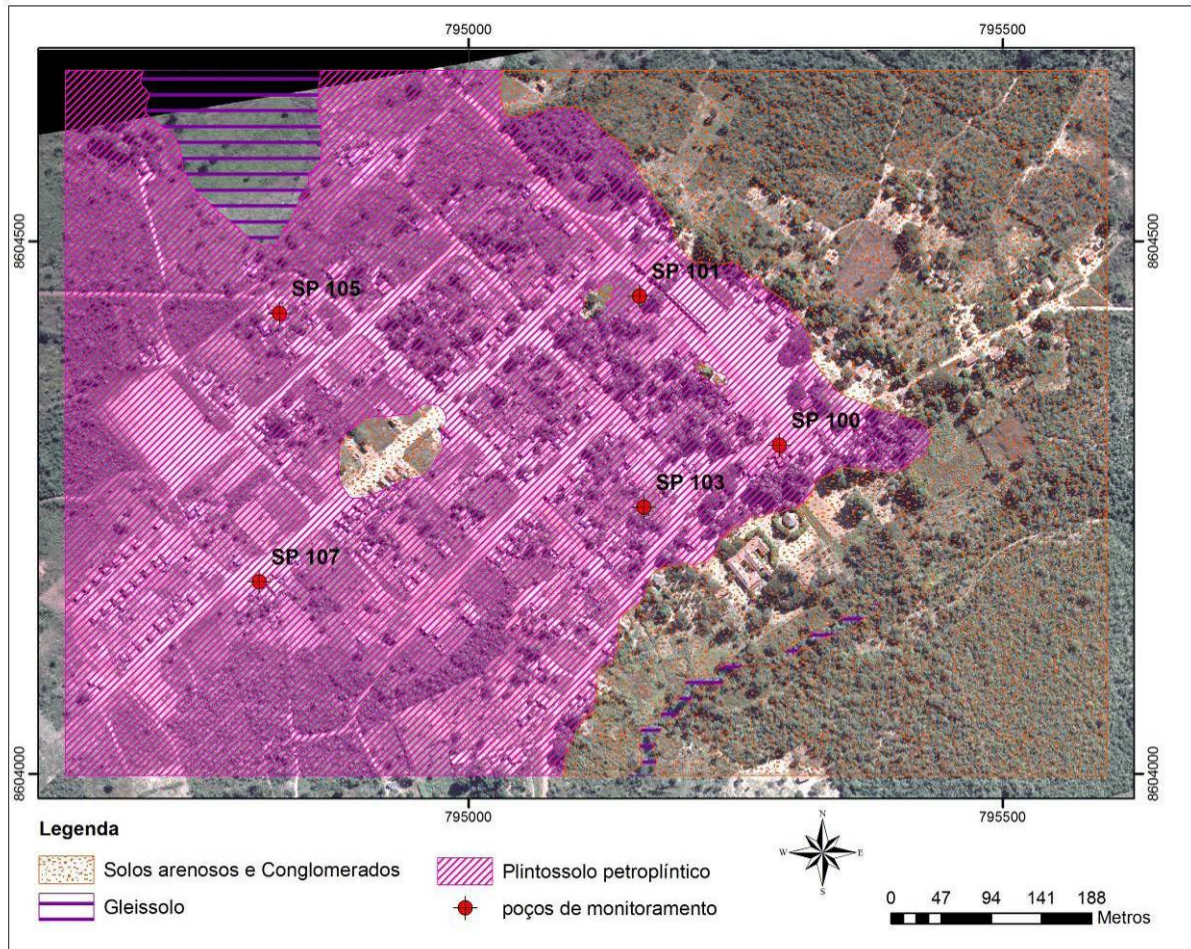 795000
795500
8604500
8604500
SP 101
SP 105
SP 100
SP 103
SP 107
8604000
8604000
795000
795500
Legenda
Solos arenosos e Conglomerados
Gleissolo
Plintossolo petroplíntico
poços de monitoramento
N
W
E
S
0 47 94 141 188
Metros